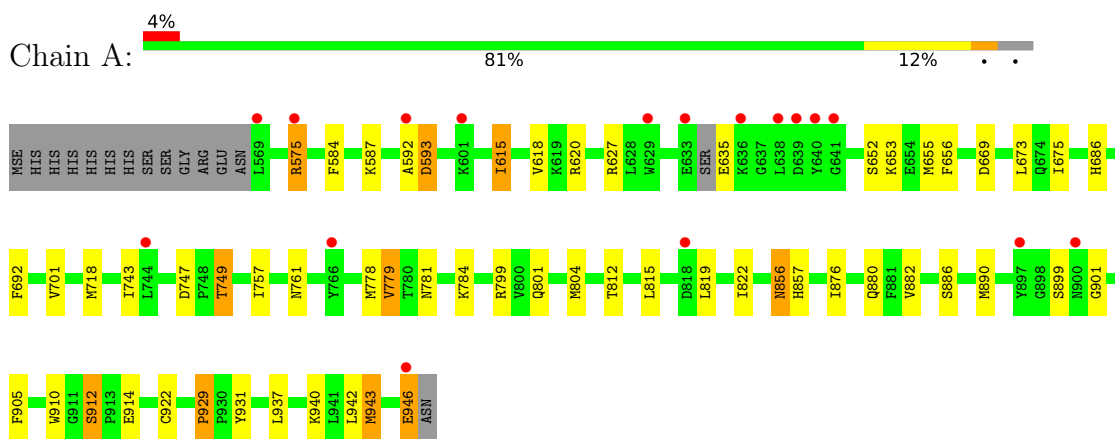 4%
Chain A:
81% 12% • •
MSE HIS HIS HIS HIS HIS HIS SER SER GLY ARG GLU ASN L569 R575 F584 K587 A592 D593 K601 I615 V618 K619 R620 R627 L628 W629 E633 SER E635 K636 G637 L638 D639 Y640 G641 S652 K653 E654 M655 F656 D669 L673 Q674 I675 H686
F692 V701 M718 I743 L744 D747 P748 T749 I757 N761 Y766 M778 V779 T780 N781 K784 R799 V800 Q801 M804 T812 L815 D818 L819 I822 N856 H857 I876 Q880 F881 V882 S886 M890 Y897 G898 S899 N900 G901
F905 W910 G911 S912 P913 E914 C922 P929 P930 Y931 L937 K940 L941 L942 M943 E946 ASN